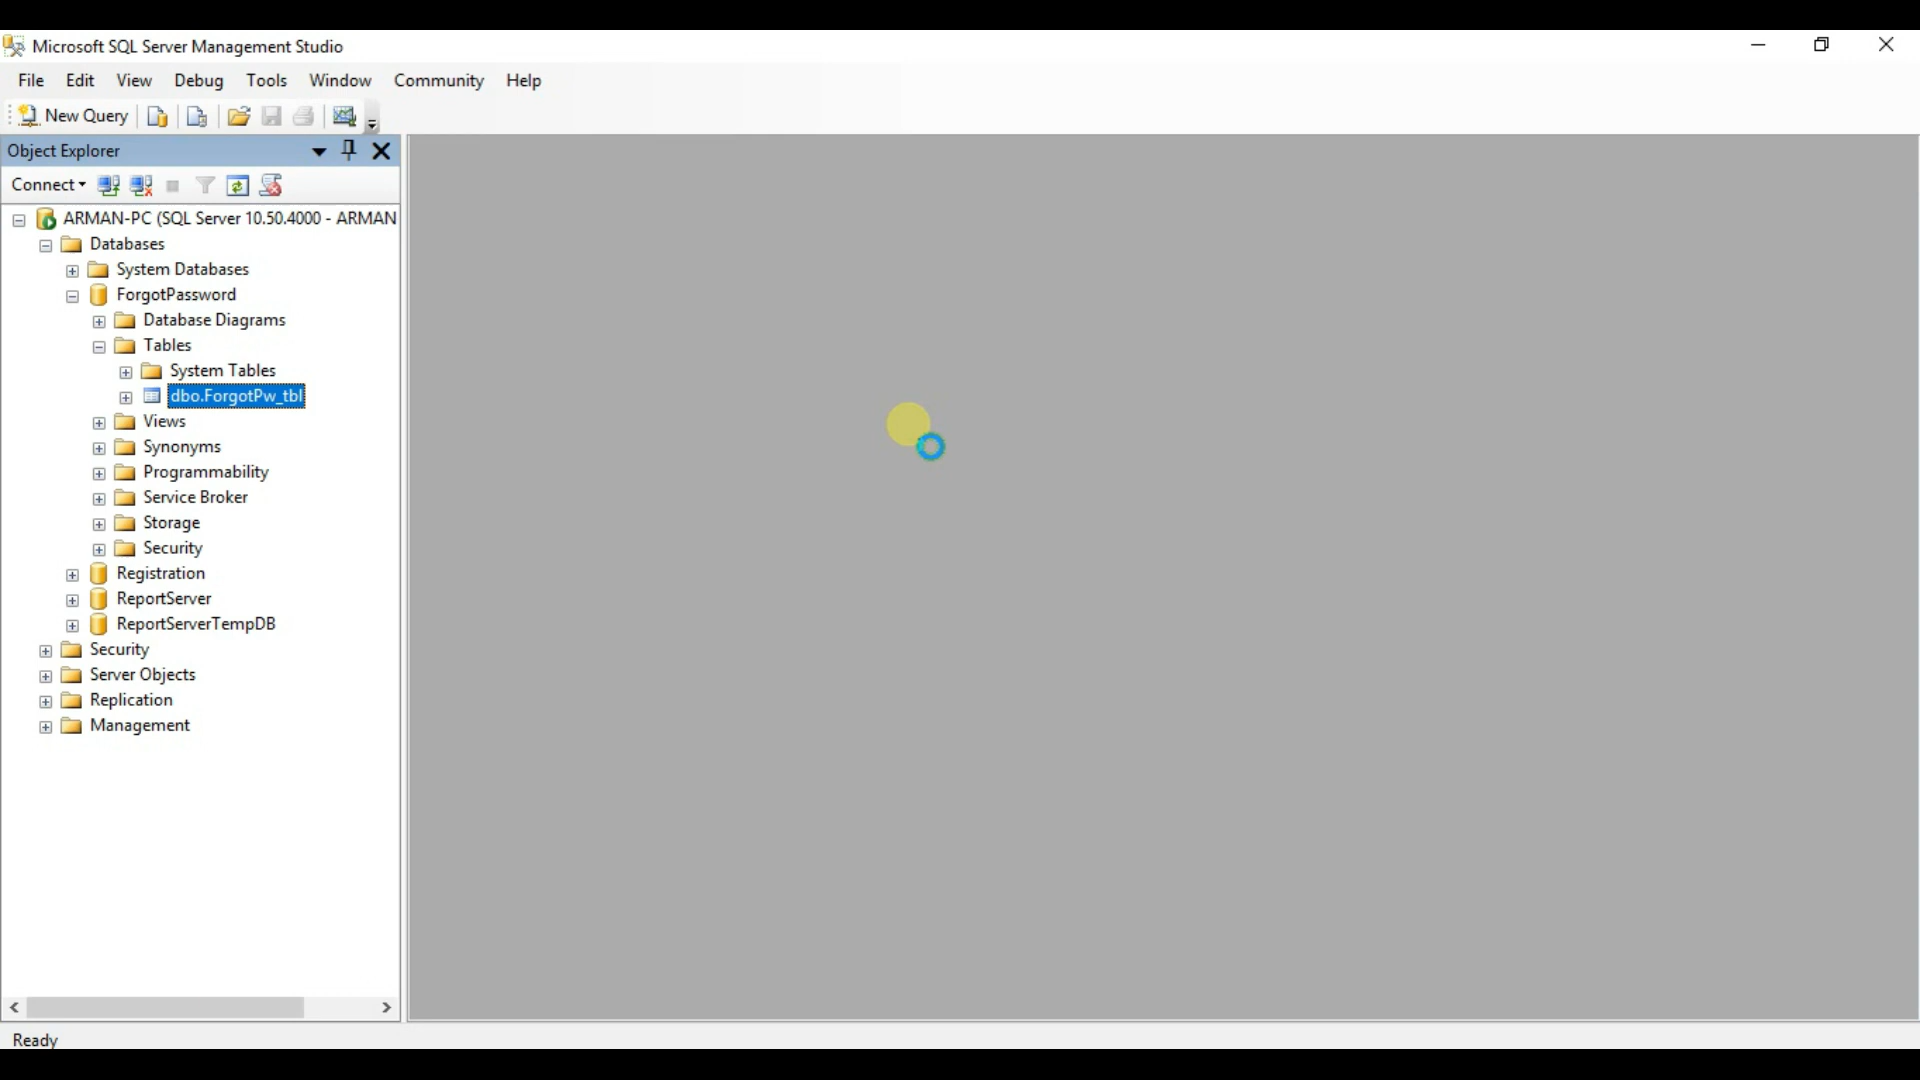 Microsoft SQL Server Management Studio
File Edit View Debug Tools Window Community Help
New Query
Object Explorer
Connect
ARMAN-PC (SQL Server 10.50.4000 - ARMAN
Databases
System Databases
ForgotPassword
Database Diagrams
Tables
System Tables
dbo.ForgotPw_tbl
Views
Synonyms
Programmability
Service Broker
Storage
Security
Registration
ReportServer
ReportServerTempDB
Security
Server Objects
Replication
Management
Ready